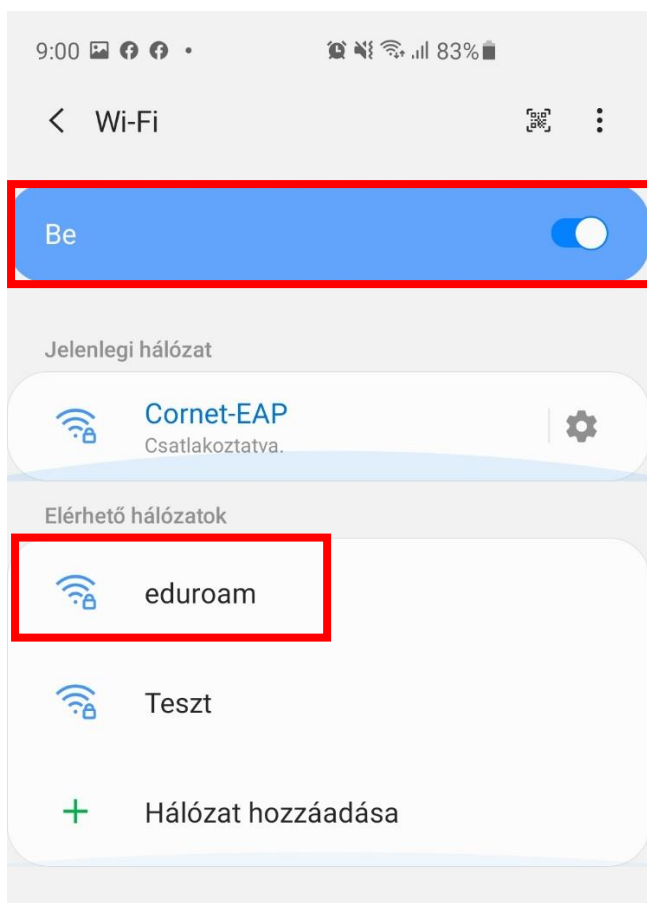 9:00 83%
Wi-Fi
Be
Jelenlegi hálózat
Cornet-EAP
Csatlakoztatva.
Elérhető hálózatok
eduroam
Teszt
Hálózat hozzáadása